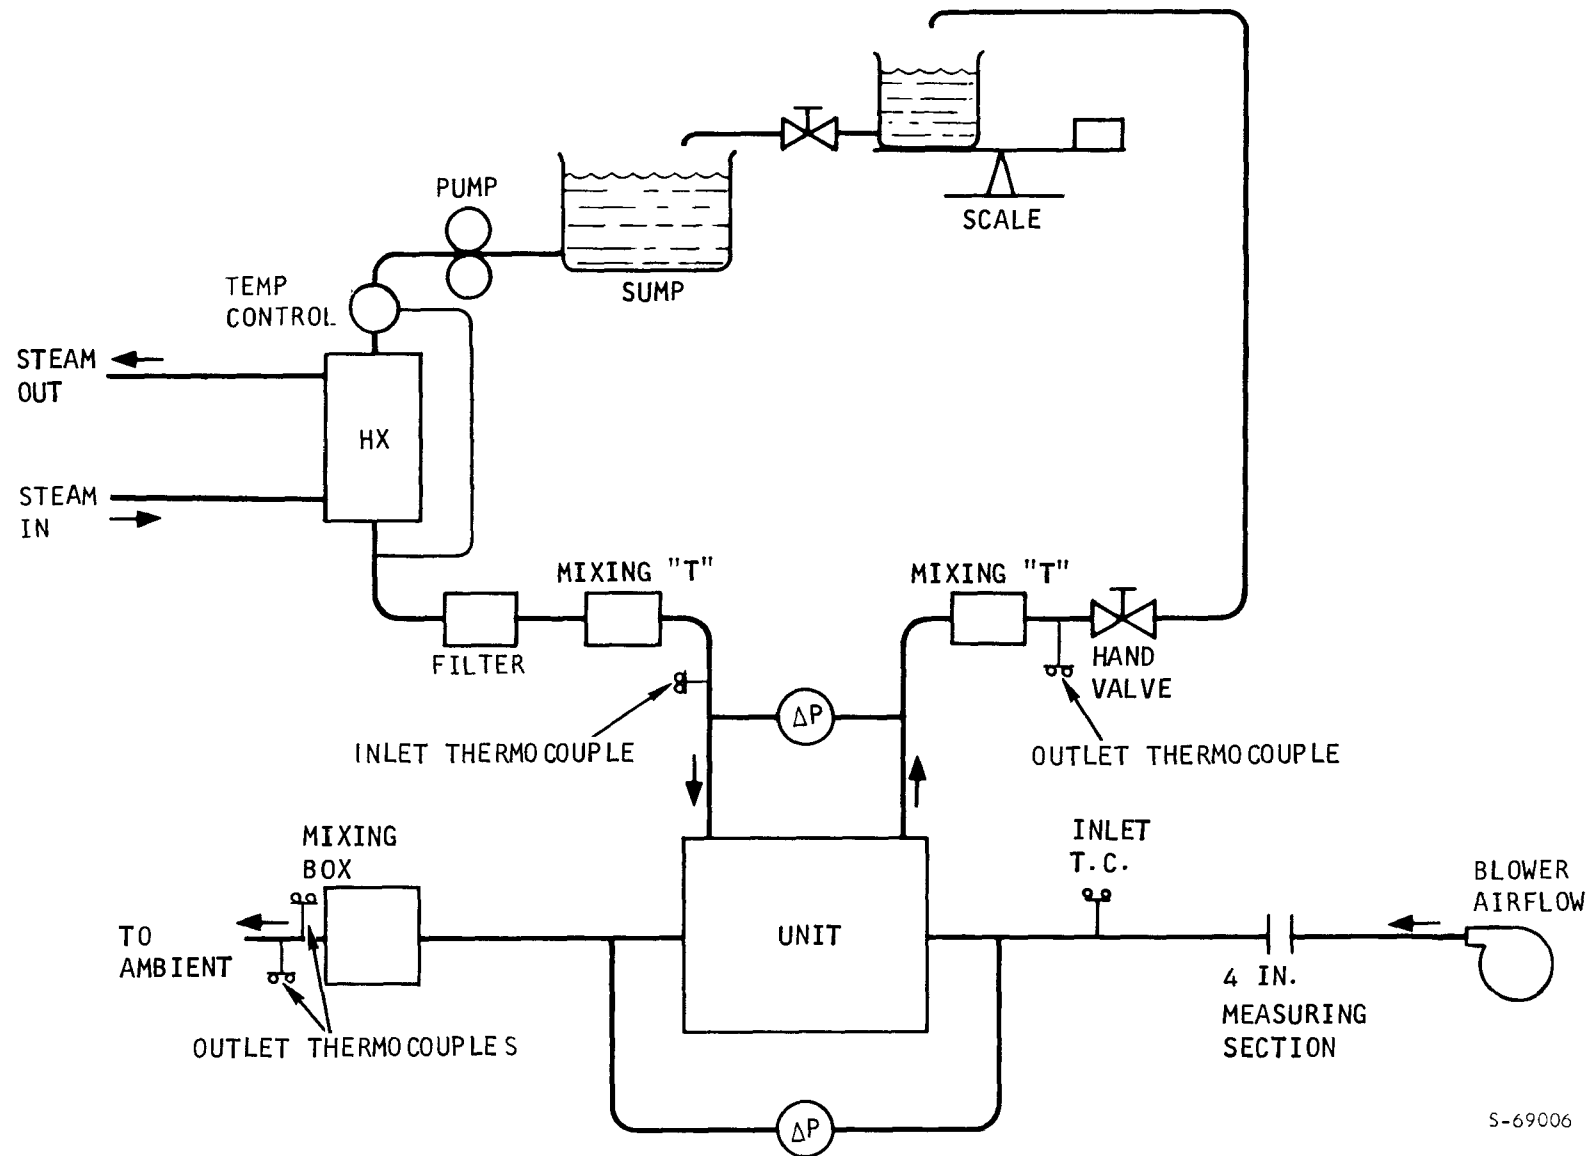 PUMP
SCALE
SUMP
TEMP
CONTROL
STEAM
OUT
HX
STEAM
IN
MIXING "T"
MIXING "T"
FILTER
HAND
VALVE
ΔP
INLET THERMOCOUPLE
OUTLET THERMOCOUPLE
MIXING
BOX
INLET
T.C.
BLOWER
AIRFLOW
TO
AMBIENT
UNIT
4 IN.
MEASURING
SECTION
OUTLET THERMOCOUPLES
ΔP
S-69006